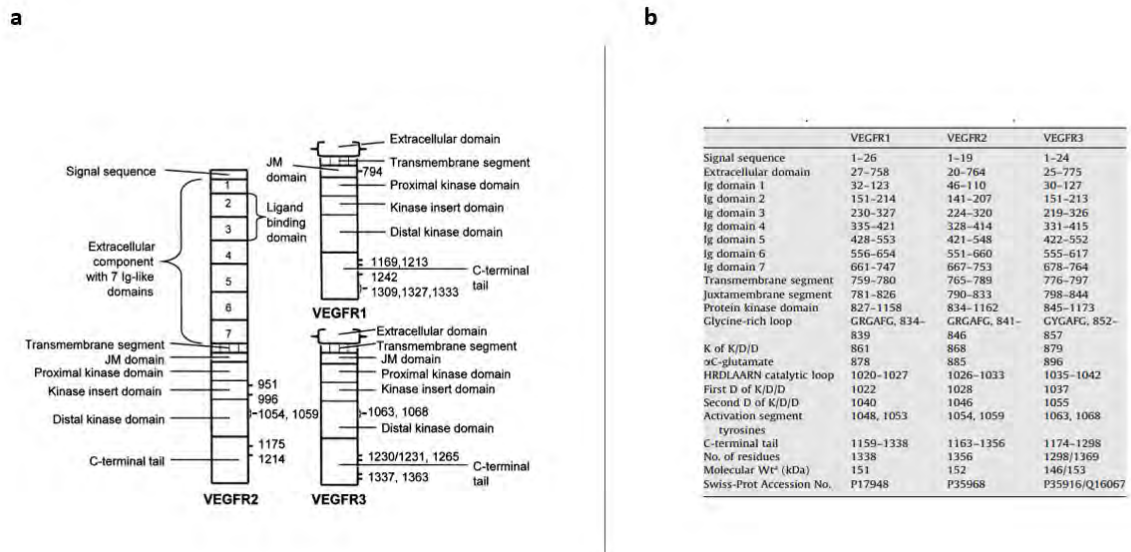 a
b
Signal sequence
1
2
3
4
5
6
7
Ligand
binding
domain
Extracellular
component
with 7 Ig-like
domains
Transmembrane segment
JM domain
Proximal kinase domain
Kinase insert domain
Distal kinase domain
C-terminal tail
951
996
1054, 1059
1175
1214
VEGFR2
Extracellular domain
Transmembrane segment
JM
domain
794
Proximal kinase domain
Kinase insert domain
Distal kinase domain
1169,1213
1242
1309,1327,1333
C-terminal
tail
VEGFR1
Extracellular domain
Transmembrane segment
JM domain
Proximal kinase domain
Kinase insert domain
1063, 1068
Distal kinase domain
1230/1231, 1265
1337, 1363
C-terminal
tail
VEGFR3
VEGFR1 VEGFR2 VEGFR3
Signal sequence 1–26 1–19 1–24
Extracellular domain 27–758 20–764 25–775
Ig domain 1 32–123 46–110 30–127
Ig domain 2 151–214 141–207 151–213
Ig domain 3 230–327 224–320 219–326
Ig domain 4 335–421 328–414 331–415
Ig domain 5 428–553 421–548 422–552
Ig domain 6 556–654 551–660 555–617
Ig domain 7 661–747 667–753 678–764
Transmembrane segment 759–780 765–789 776–797
Juxtamembrane segment 781–826 790–833 798–844
Protein kinase domain 827–1158 834–1162 845–1173
Glycine-rich loop GRGAFG, 834– GRGAFG, 841– GYGAFG, 852–
839 846 857
K of K/D/D 861 868 879
αC-glutamate 878 885 896
HRDLAARN catalytic loop 1020–1027 1026–1033 1035–1042
First D of K/D/D 1022 1028 1037
Second D of K/D/D 1040 1046 1055
Activation segment 1048, 1053 1054, 1059 1063, 1068
tyrosines
C-terminal tail 1159–1338 1163–1356 1174–1298
No. of residues 1338 1356 1298/1369
Molecular Wtª (kDa) 151 152 146/153
Swiss-Prot Accession No. P17948 P35968 P35916/Q16067